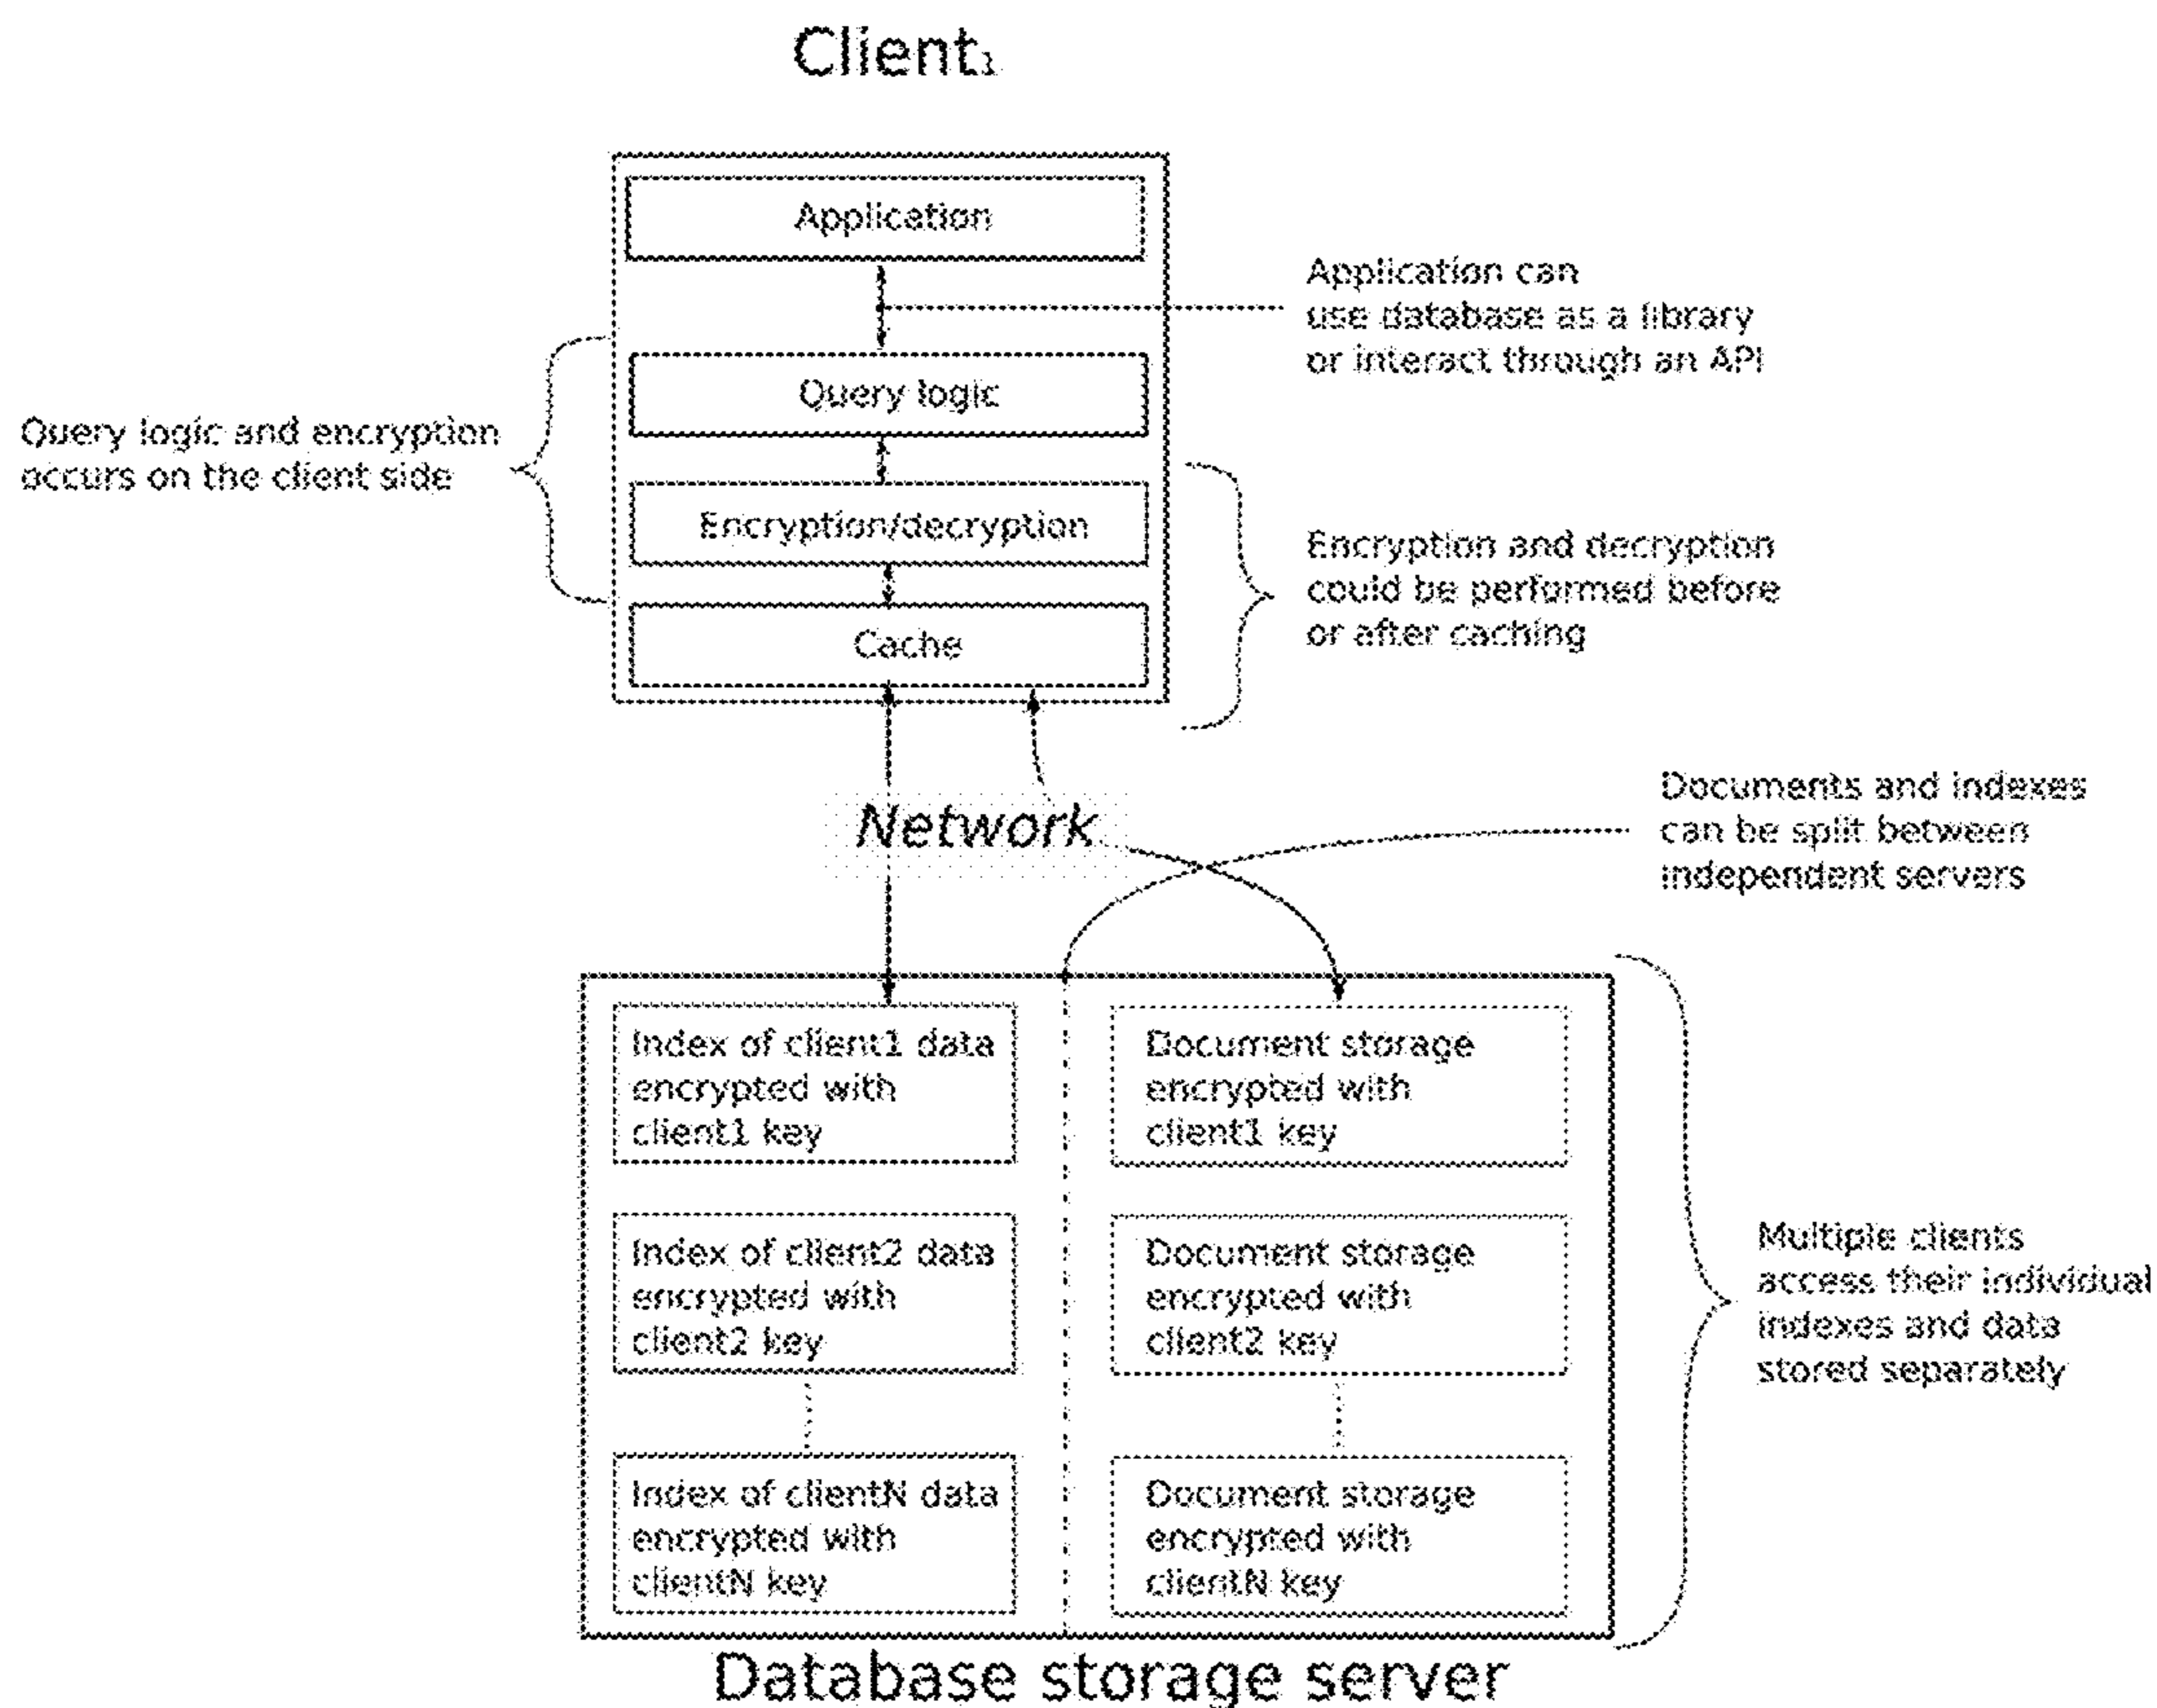 Client1
Application
Application can
use database as a library
or interact through an API
Query logic
Query logic and encryption
occurs on the client side
Encryption/decryption
Encryption and decryption
could be performed before
or after caching
Cache
Network
Documents and indexes
can be split between
independent servers
Index of client1 data
encrypted with
client1 key
Document storage
encrypted with
client1 key
Index of client2 data
encrypted with
client2 key
Document storage
encrypted with
client2 key
Multiple clients
access their individual
indexes and data
stored separately
Index of clientN data
encrypted with
clientN key
Document storage
encrypted with
clientN key
Database storage server